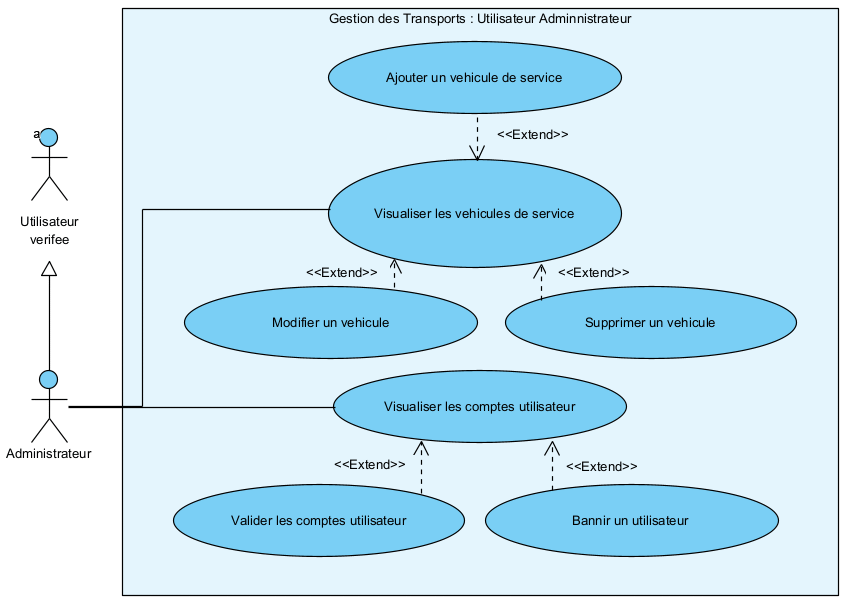 Gestion des Transports : Utilisateur Adminnistrateur
Ajouter un vehicule de service
<<Extend>>
a
Utilisateur
verifee
Visualiser les vehicules de service
<<Extend>>
<<Extend>>
Modifier un vehicule
Supprimer un vehicule
Visualiser les comptes utilisateur
Administrateur
<<Extend>>
<<Extend>>
Valider les comptes utilisateur
Bannir un utilisateur